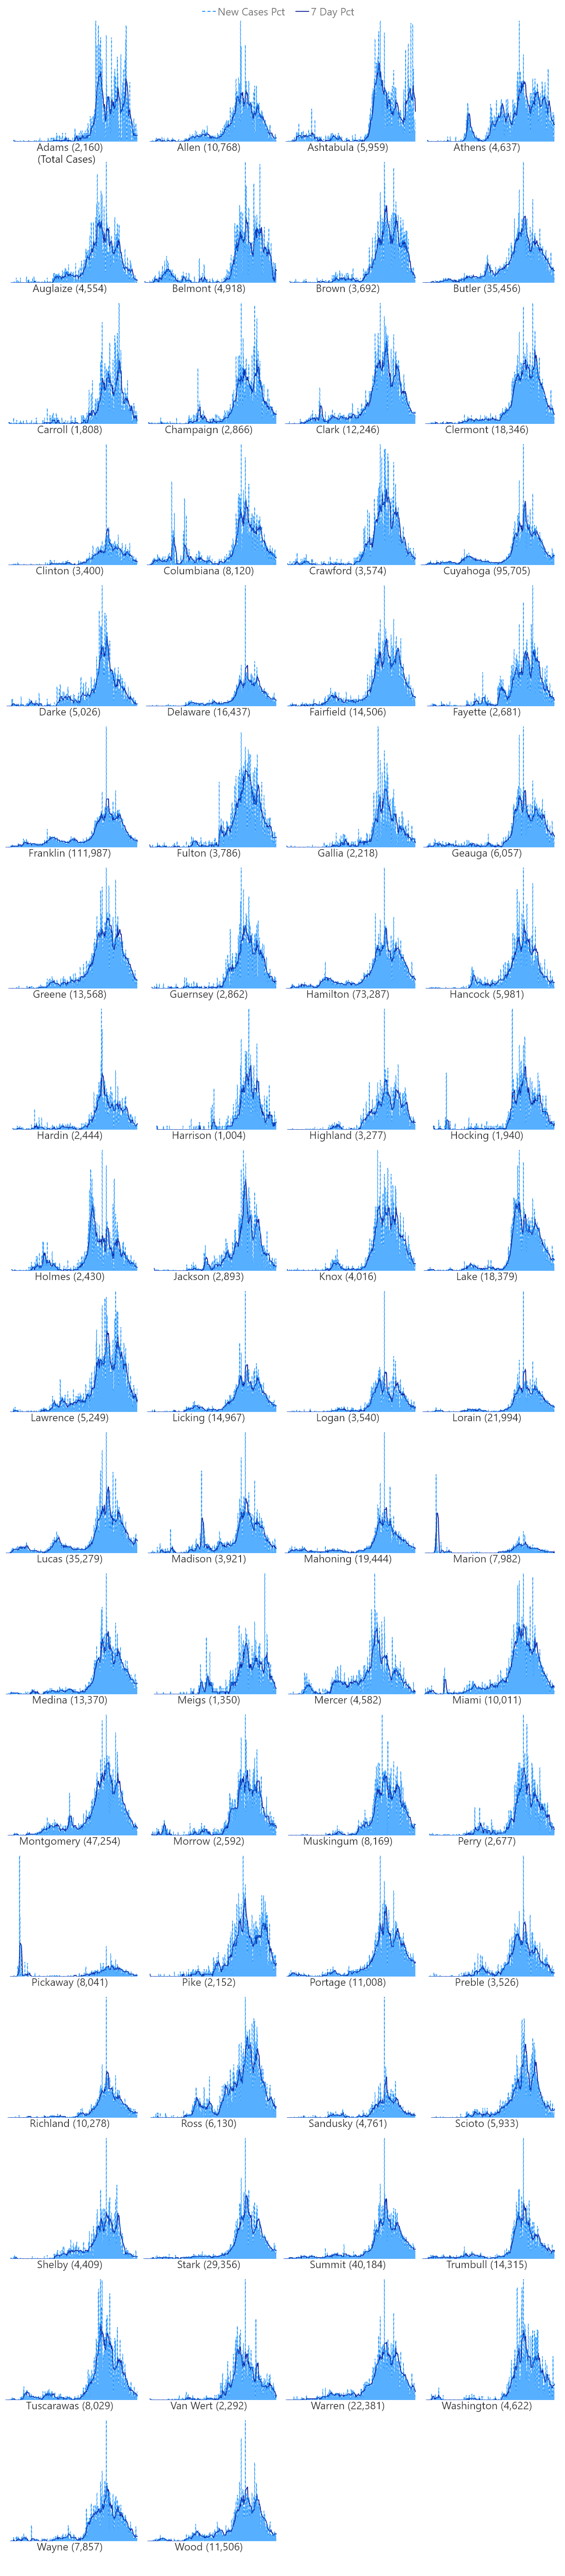 New Cases Pct 7 Day Pct
Adams (2,160) Allen (10,768) Ashtabula (5,959) Athens (4,637)
(Total Cases)
Auglaize (4,554) Belmont (4,918) Brown (3,692) Butler (35,456)
Carroll (1,808) Champaign (2,866) Clark (12,246) Clermont (18,346)
Clinton (3,400) Columbiana (8,120) Crawford (3,574) Cuyahoga (95,705)
Darke (5,026) Delaware (16,437) Fairfield (14,506) Fayette (2,681)
Franklin (111,987) Fulton (3,786) Gallia (2,218) Geauga (6,057)
Greene (13,568) Guernsey (2,862) Hamilton (73,287) Hancock (5,981)
Hardin (2,444) Harrison (1,004) Highland (3,277) Hocking (1,940)
Holmes (2,430) Jackson (2,893) Knox (4,016) Lake (18,379)
Lawrence (5,249) Licking (14,967) Logan (3,540) Lorain (21,994)
Lucas (35,279) Madison (3,921) Mahoning (19,444) Marion (7,982)
Medina (13,370) Meigs (1,350) Mercer (4,582) Miami (10,011)
Montgomery (47,254) Morrow (2,592) Muskingum (8,169) Perry (2,677)
Pickaway (8,041) Pike (2,152) Portage (11,008) Preble (3,526)
Richland (10,278) Ross (6,130) Sandusky (4,761) Scioto (5,933)
Shelby (4,409) Stark (29,356) Summit (40,184) Trumbull (14,315)
Tuscarawas (8,029) Van Wert (2,292) Warren (22,381) Washington (4,622)
Wayne (7,857) Wood (11,506)